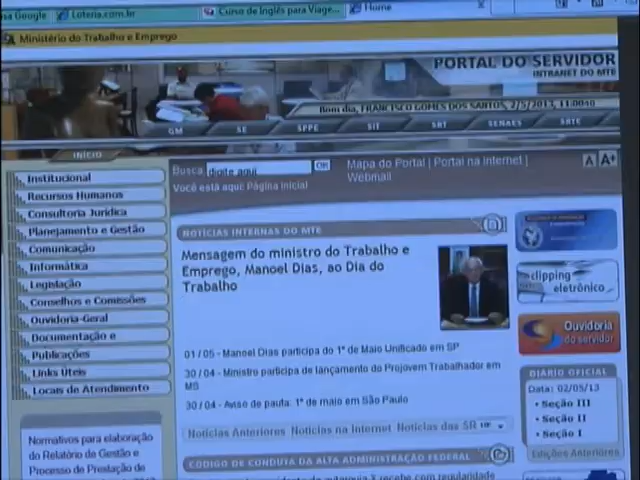 sa Google
Loteria.com.br
Curso de Inglês para Viage...
Home
Ministério do Trabalho e Emprego
PORTAL DO SERVIDOR
INTRANET DO MTE
Bom dia, FRANCISCO GOMES DOS SANTOS, 2/5/2013,
GM
SE
SPPE
SIT
SRT
SENAES
SRTE
INÍCIO
Busca
digite aqui
OK
Mapa do Portal | Portal na Internet |
Webmail
A A+
Você está aqui: Página Inicial
Institucional
Recursos Humanos
Consultoria Jurídica
Planejamento e Gestão
Comunicação
Informática
Legislação
Conselhos e Comissões
Ouvidoria-Geral
Documentação e
Publicações
Links Úteis
Locais de Atendimento
Normativos para elaboração
do Relatório de Gestão e
Processo de Prestação de
NOTÍCIAS INTERNAS DO MTE
Mensagem do ministro do Trabalho e
Emprego, Manoel Dias, ao Dia do
Trabalho
01/05 - Manoel Dias participa do 1º de Maio Unificado em SP
30/04 - Ministro participa de lançamento do Projovem Trabalhador em
MS
30/04 - Aviso de pauta: 1º de maio em São Paulo
Notícias Anteriores Notícias na Internet Notícias das SR
CÓDIGO DE CONDUTA DA ALTA ADMINISTRAÇÃO FEDERAL
clipping
eletrônico
Ouvidoria
do servidor
DIÁRIO OFICIAL
Data: 02/05/13
• Seção III
• Seção II
• Seção I
Edições Anteriores